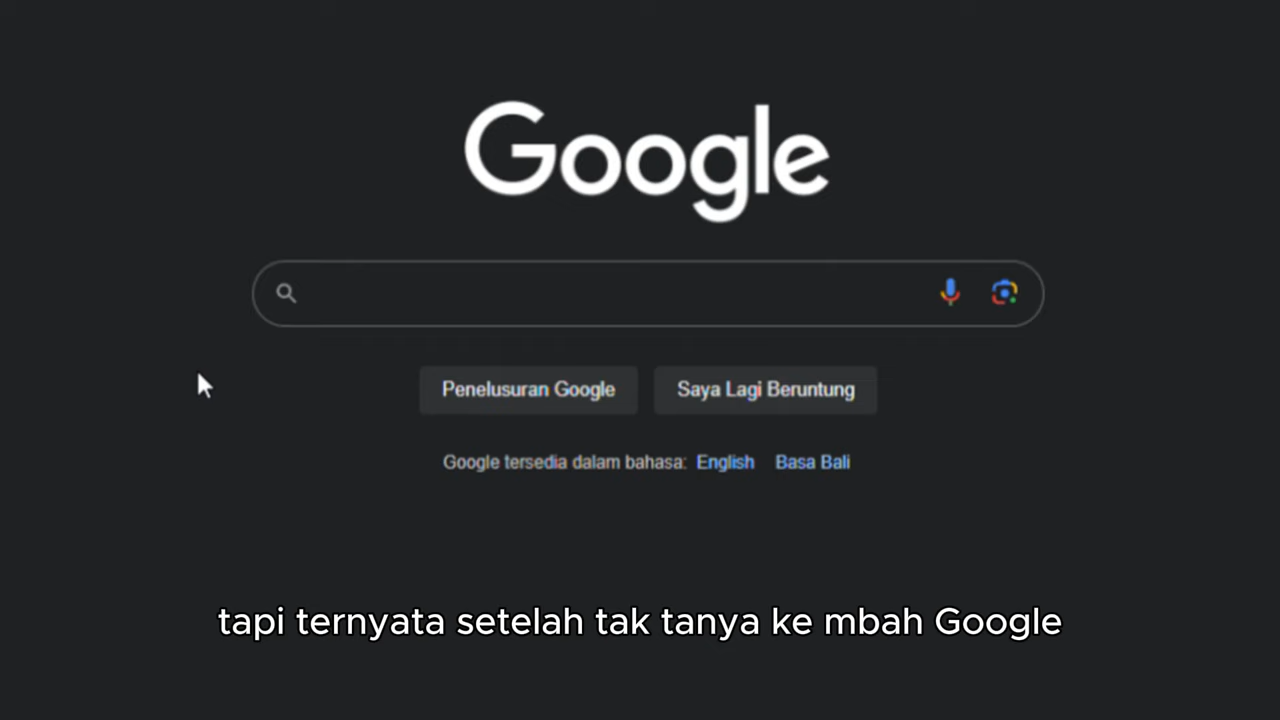 Google
Penelusuran Google
Saya Lagi Beruntung
Google tersedia dalam bahasa: English Basa Bali
tapi ternyata setelah tak tanya ke mbah Google